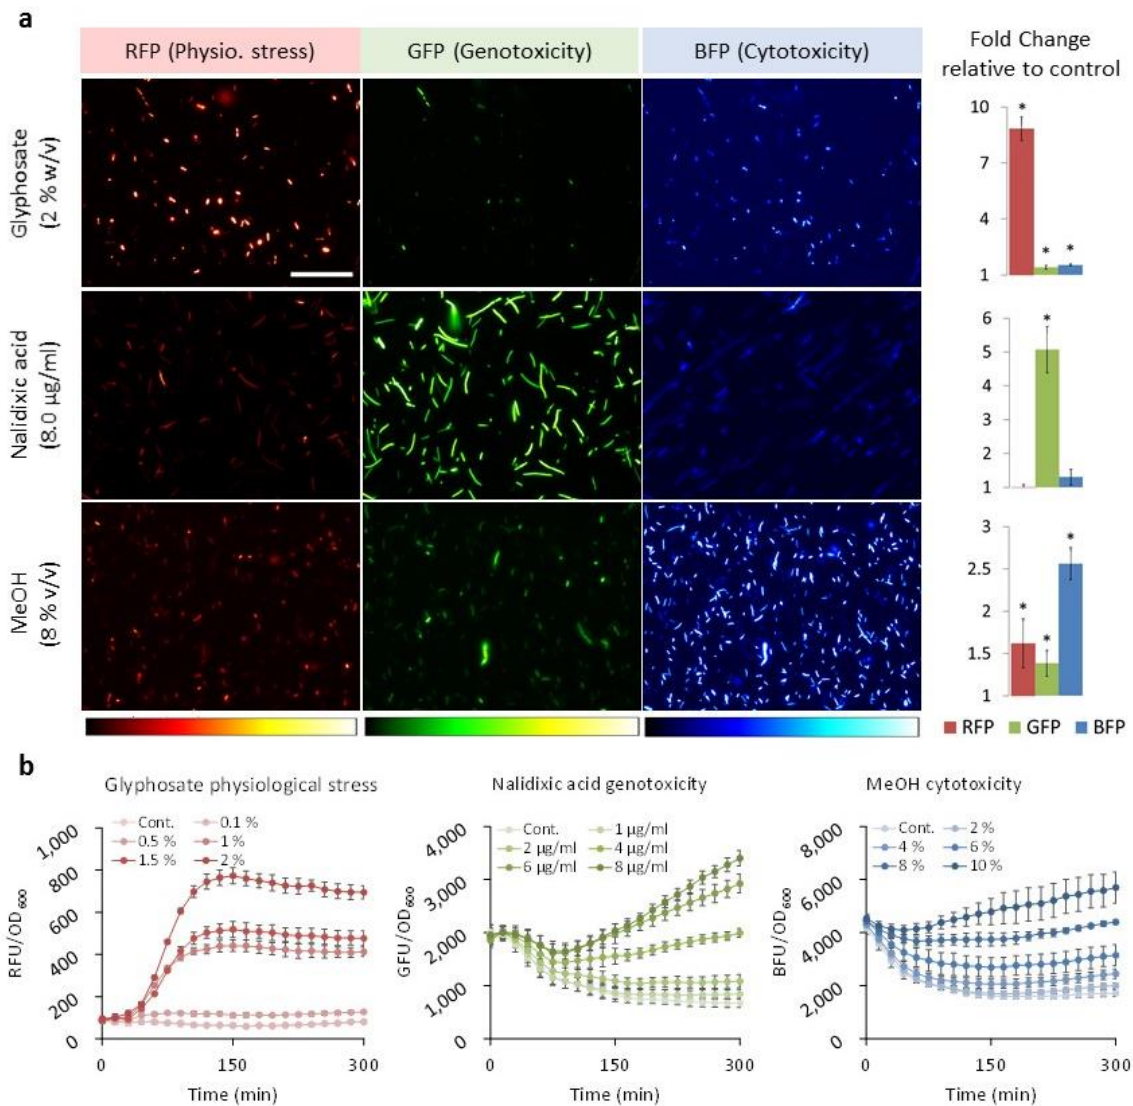 a
RFP (Physio. stress)
GFP (Genotoxicity)
BFP (Cytotoxicity)
Fold Change
relative to control
Glyphosate
(2 % w/v)
10
7
4
1
*
*
*
Nalidixic acid
(8.0 µg/ml)
6
5
4
3
2
1
*
MeOH
(8 % v/v)
3
2.5
2
1.5
1
*
*
*
RFP GFP BFP
b
Glyphosate physiological stress
Cont. 0.1 %
0.5 % 1 %
1.5 % 2 %
1,000
800
600
400
200
0
RFU/OD600
0 150 300
Time (min)
Nalidixic acid genotoxicity
Cont. 1 µg/ml
2 µg/ml 4 µg/ml
6 µg/ml 8 µg/ml
4,000
3,000
2,000
1,000
0
GFU/OD600
0 150 300
Time (min)
MeOH cytotoxicity
Cont. 2 %
4 % 6 %
8 % 10 %
8,000
6,000
4,000
2,000
0
BFU/OD600
0 150 300
Time (min)